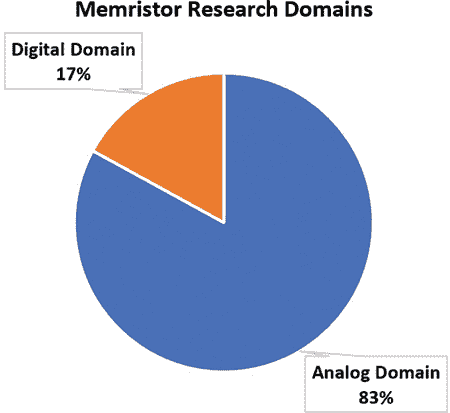 Memristor Research Domains
Digital Domain
17%
Analog Domain
83%